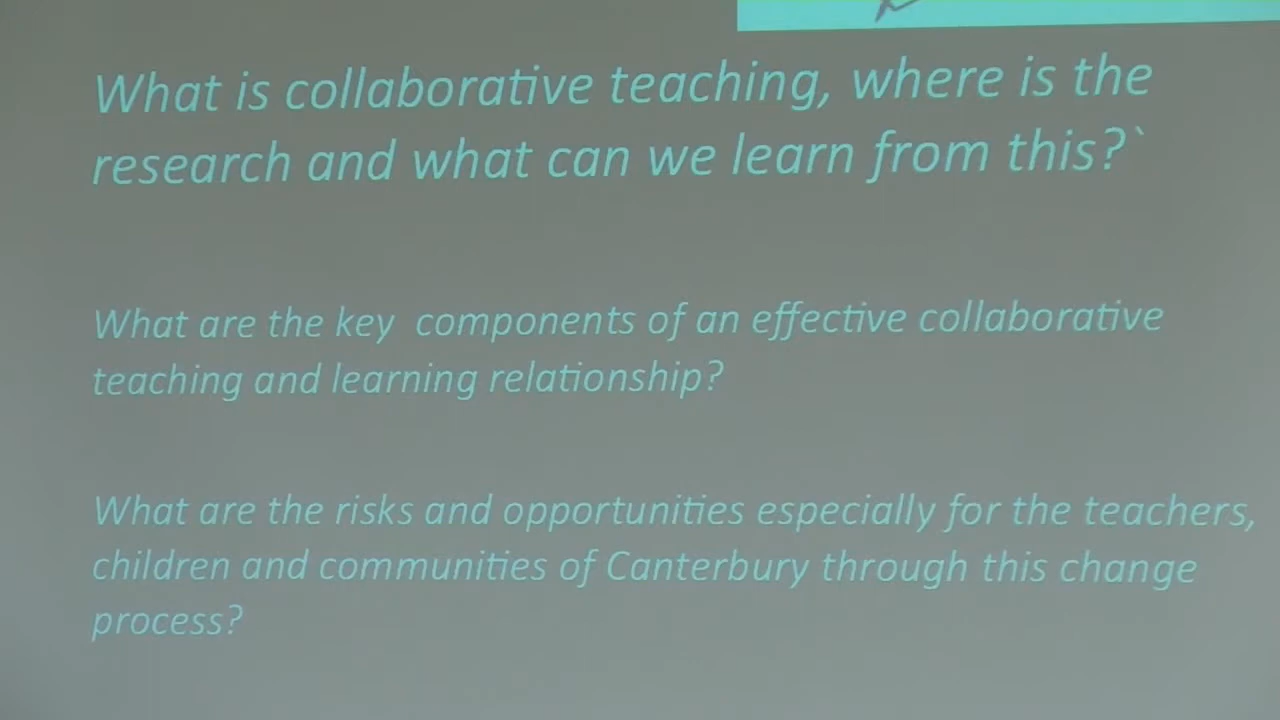 What is collaborative teaching, where is the
research and what can we learn from this?`
What are the key components of an effective collaborative
teaching and learning relationship?
What are the risks and opportunities especially for the teachers,
children and communities of Canterbury through this change
process?